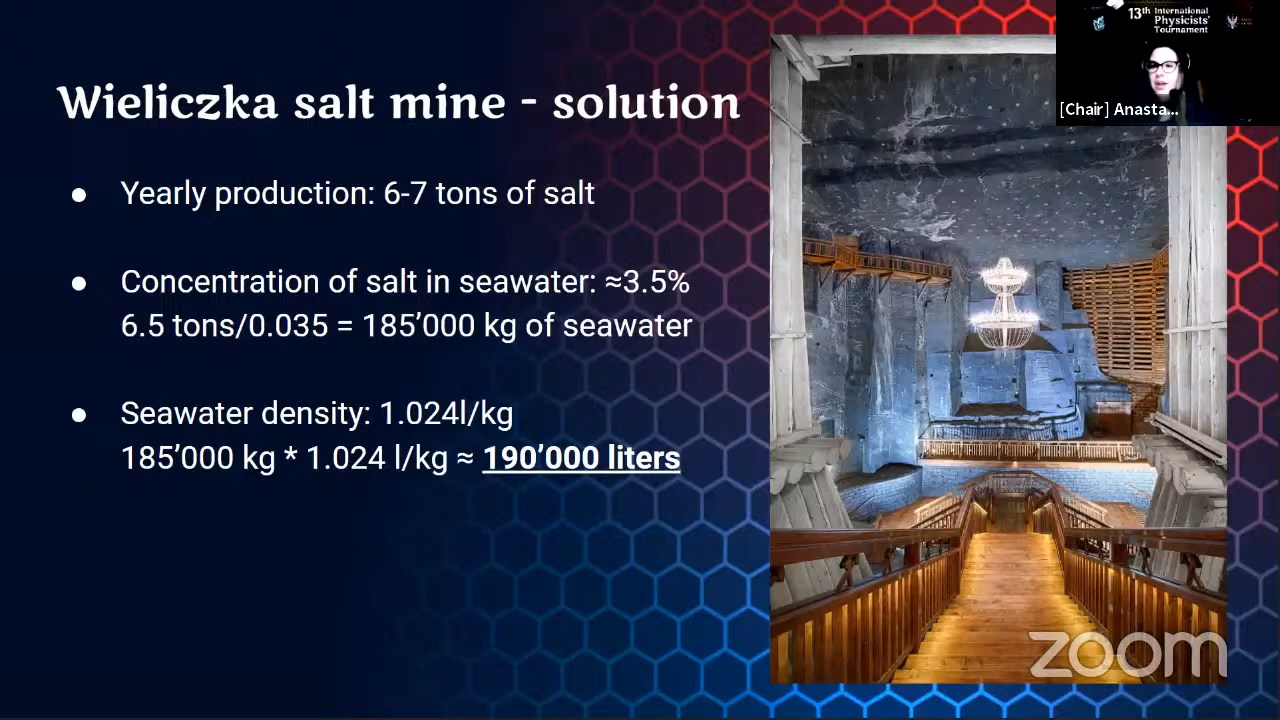 Wieliczka salt mine - solution
● Yearly production: 6-7 tons of salt
● Concentration of salt in seawater: ≈3.5%
6.5 tons/0.035 = 185’000 kg of seawater
● Seawater density: 1.024l/kg
185’000 kg * 1.024 l/kg ≈ 190’000 liters
13th International
Physicists'
Tournament
[Chair] Anasta...
zoom